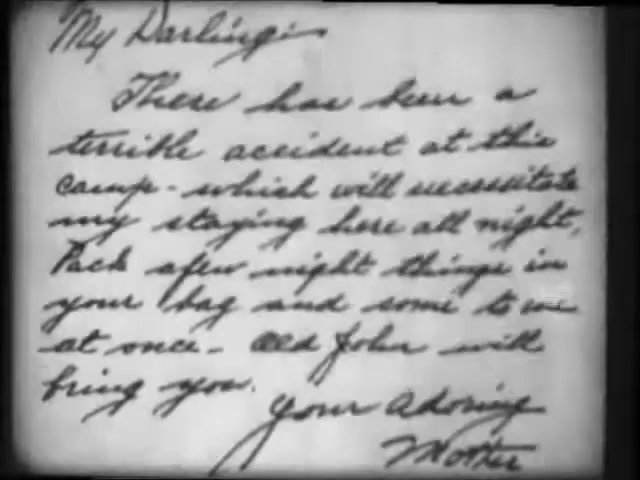 My Darling:-
There has been a
terrible accident at this
camp - which will necessitate
my staying here all night,
Pack a few night things in
your bag and come to me
at once - Old John will
bring you.
Your Adoring
Mother